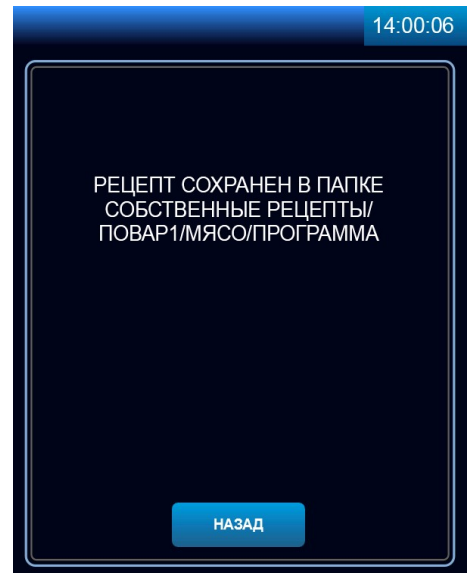 14:00:06
РЕЦЕПТ СОХРАНЕН В ПАПКЕ
СОБСТВЕННЫЕ РЕЦЕПТЫ/
ПОВАР1/МЯСО/ПРОГРАММА
НАЗАД